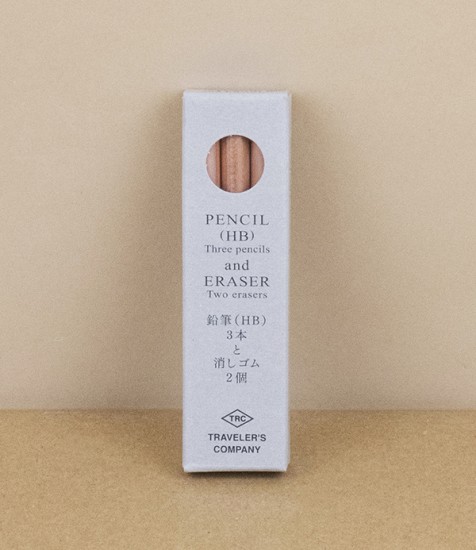 PENCIL
(HB)
Three pencils
and
ERASER
Two erasers
鉛筆(HB)
3本
と
消しゴム
2個
TRC
TRAVELER'S
COMPANY